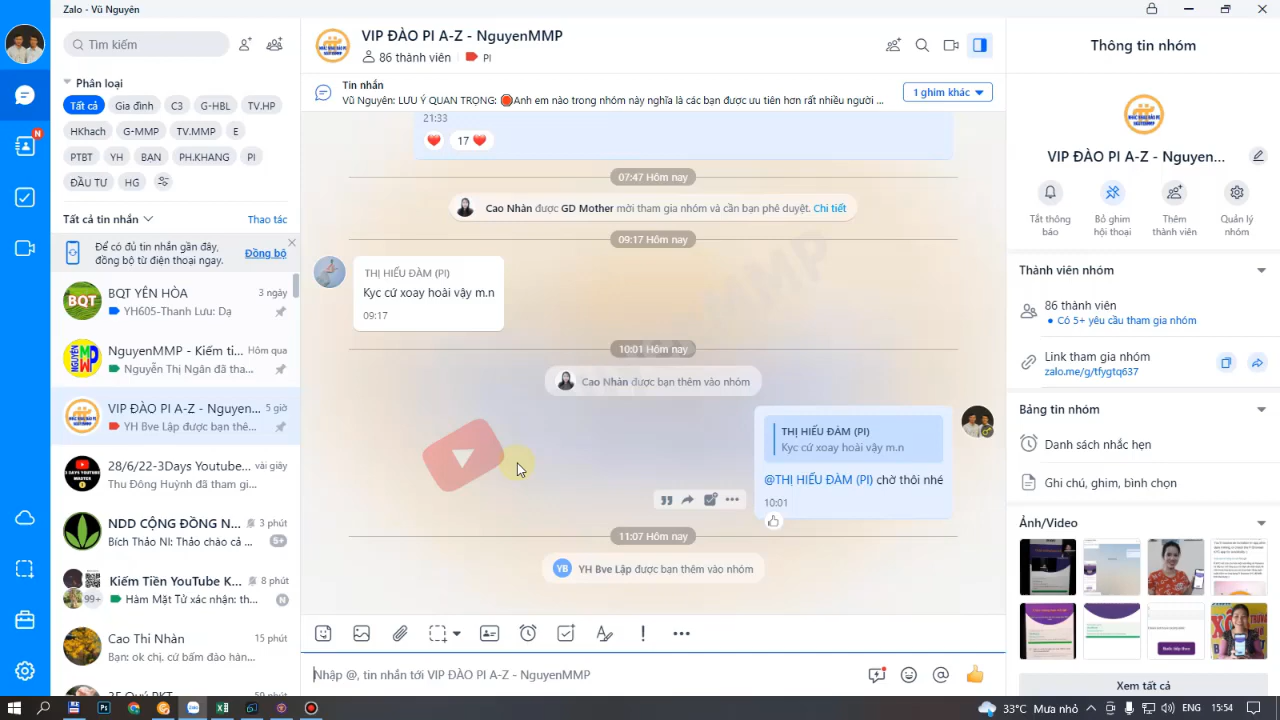 Zalo - Vũ Nguyên
Tìm kiếm
Phân loại
Tất cả
Gia đình
C3
G-HBL
TV.HP
HKhach
G-MMP
TV.MMP
E
PTBT
YH
BẠN
PH.KHANG
PI
ĐẦU TƯ
HG
Tất cả tin nhắn
Thao tác
Để có đủ tin nhắn gần đây,
đồng bộ từ điện thoại ngay.
Đồng bộ
BQT YÊN HÒA
3 ngày
YH605-Thanh Lưu: Dạ
NguyenMMP - Kiếm ti...
Hôm qua
Nguyễn Thị Ngân đã tha...
VIP ĐÀO PI A-Z - Nguyen...
5 giờ
YH Bve Lập được bạn thê...
28/6/22-3Days Youtube...
vài giây
Thu Đông Huỳnh đã tham gi...
NDD CỘNG ĐỒNG N...
3 phút
Bích Thảo NI: Thảo chào cả ...
5+
Kiếm Tiền YouTube K...
8 phút
Hàm Mặt Tử xác nhận: th...
N
99+
Cao Thi Nhàn
15 phút
Bạn: ok chị. cứ bấm đào hàn...
VIP ĐÀO PI A-Z - NguyenMMP
86 thành viên
PI
Tin nhắn
Vũ Nguyên: LƯU Ý QUAN TRỌNG: 🛑Anh em nào trong nhóm này nghĩa là các bạn được ưu tiên hơn rất nhiều người ...
1 ghim khác
21:33
17
07:47 Hôm nay
Cao Nhàn được GD Mother mời tham gia nhóm và cần bạn phê duyệt. Chi tiết
09:17 Hôm nay
THỊ HIẾU ĐÀM (PI)
Kyc cứ xoay hoài vậy m.n
09:17
10:01 Hôm nay
Cao Nhàn được bạn thêm vào nhóm
THỊ HIẾU ĐÀM (PI)
Kyc cứ xoay hoài vậy m.n
@THỊ HIẾU ĐÀM (PI) chờ thôi nhé
10:01
11:07 Hôm nay
YB
YH Bve Lập được bạn thêm vào nhóm
Nhập @, tin nhắn tới VIP ĐÀO PI A-Z - NguyenMMP
Thông tin nhóm
VIP ĐÀO PI A-Z - Nguyen...
Tắt thông
báo
Bỏ ghim
hội thoại
Thêm
thành viên
Quản lý
nhóm
Thành viên nhóm
86 thành viên
Có 5+ yêu cầu tham gia nhóm
Link tham gia nhóm
zalo.me/g/tfygtq637
Bảng tin nhóm
Danh sách nhắc hẹn
Ghi chú, ghim, bình chọn
Ảnh/Video
Xem tất cả
33°C Mưa nhỏ
ENG
15:54